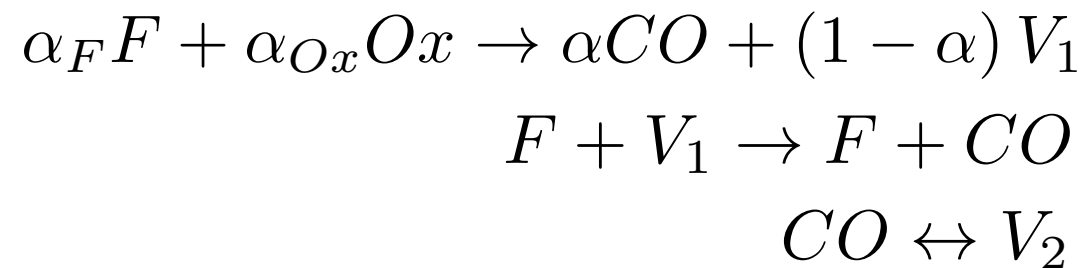 α_F F + α_{Ox} Ox → αCO + (1 − α) V_1
F + V_1 → F + CO
CO ↔ V_2